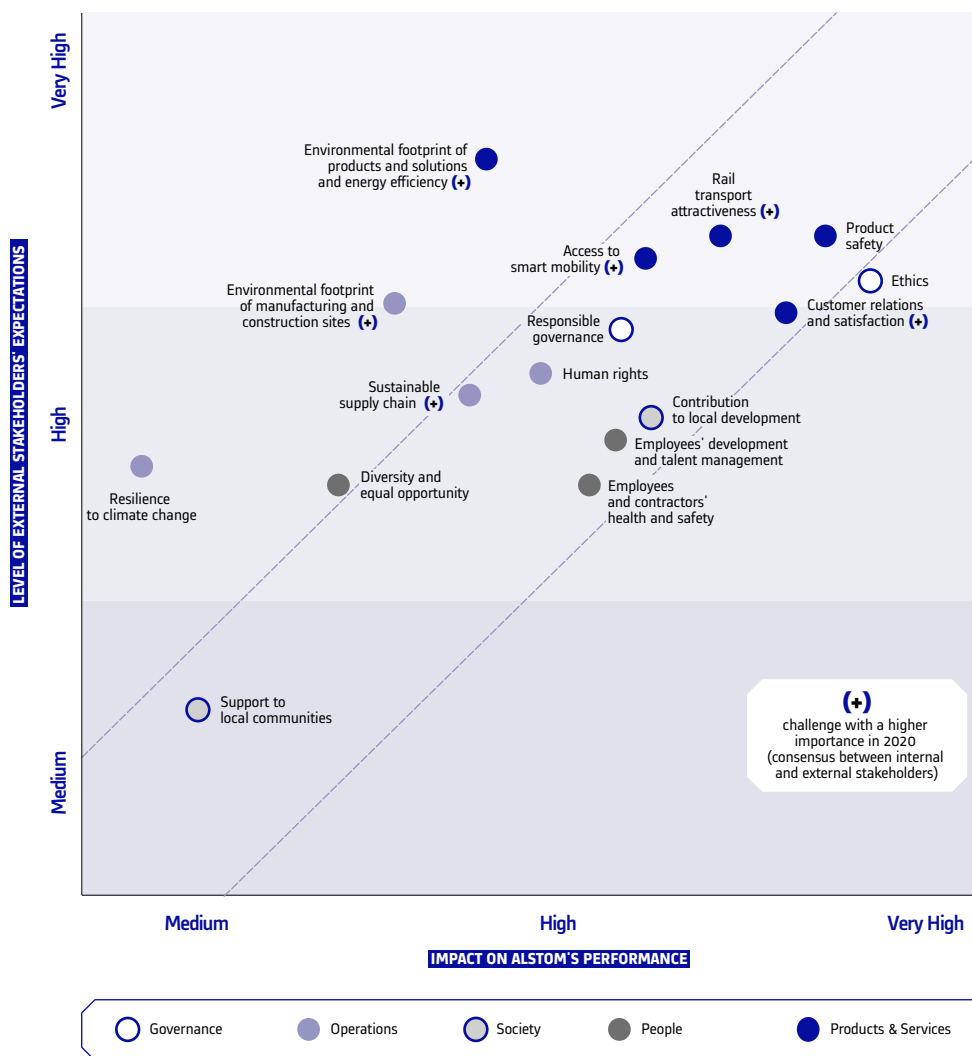 Very High
High
Medium
LEVEL OF EXTERNAL STAKEHOLDERS' EXPECTATIONS
Environmental footprint of
products and solutions
and energy efficiency (+)
Rail
transport
attractiveness (+)
Product
safety
Access to
smart mobility (+)
Ethics
Environmental footprint
of manufacturing and
construction sites (+)
Customer relations
and satisfaction (+)
Responsible
governance
Human rights
Sustainable
supply chain (+)
Contribution
to local development
Employees' development
and talent management
Diversity and
equal opportunity
Employees
and contractors'
health and safety
Resilience
to climate change
Support to
local communities
(+)
challenge with a higher
importance in 2020
(consensus between internal
and external stakeholders)
Medium
High
Very High
IMPACT ON ALSTOM'S PERFORMANCE
Governance
Operations
Society
People
Products & Services